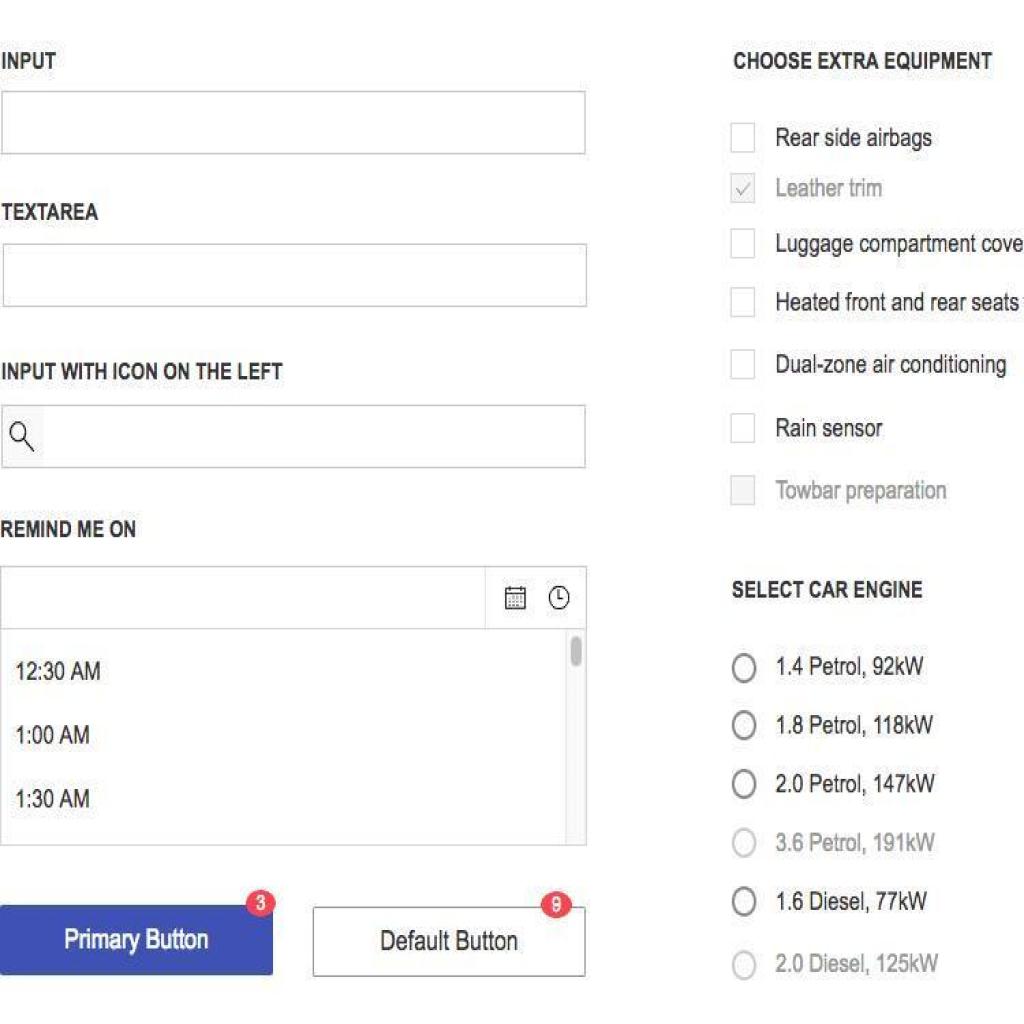 INPUT
TEXTAREA
INPUT WITH ICON ON THE LEFT
REMIND ME ON
12:30 AM
1:00 AM
1:30 AM
3
Primary Button
9
Default Button
CHOOSE EXTRA EQUIPMENT
Rear side airbags
Leather trim
Luggage compartment cove
Heated front and rear seats
Dual-zone air conditioning
Rain sensor
Towbar preparation
SELECT CAR ENGINE
1.4 Petrol, 92kW
1.8 Petrol, 118kW
2.0 Petrol, 147kW
3.6 Petrol, 191kW
1.6 Diesel, 77kW
2.0 Diesel, 125kW